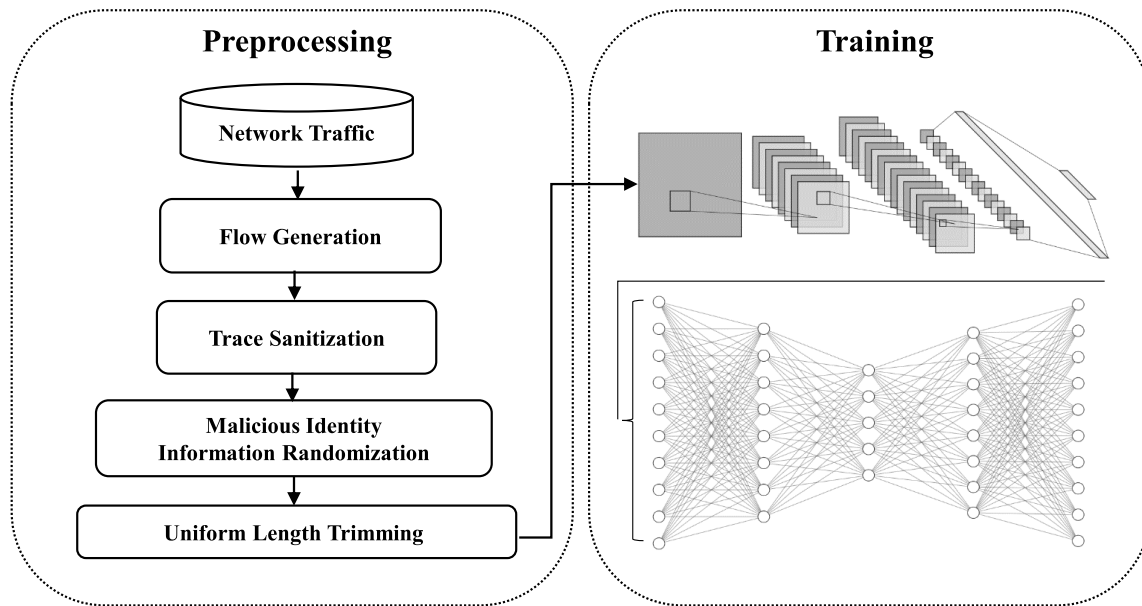 Preprocessing
Network Traffic
Flow Generation
Trace Sanitization
Malicious Identity
Information Randomization
Uniform Length Trimming
Training